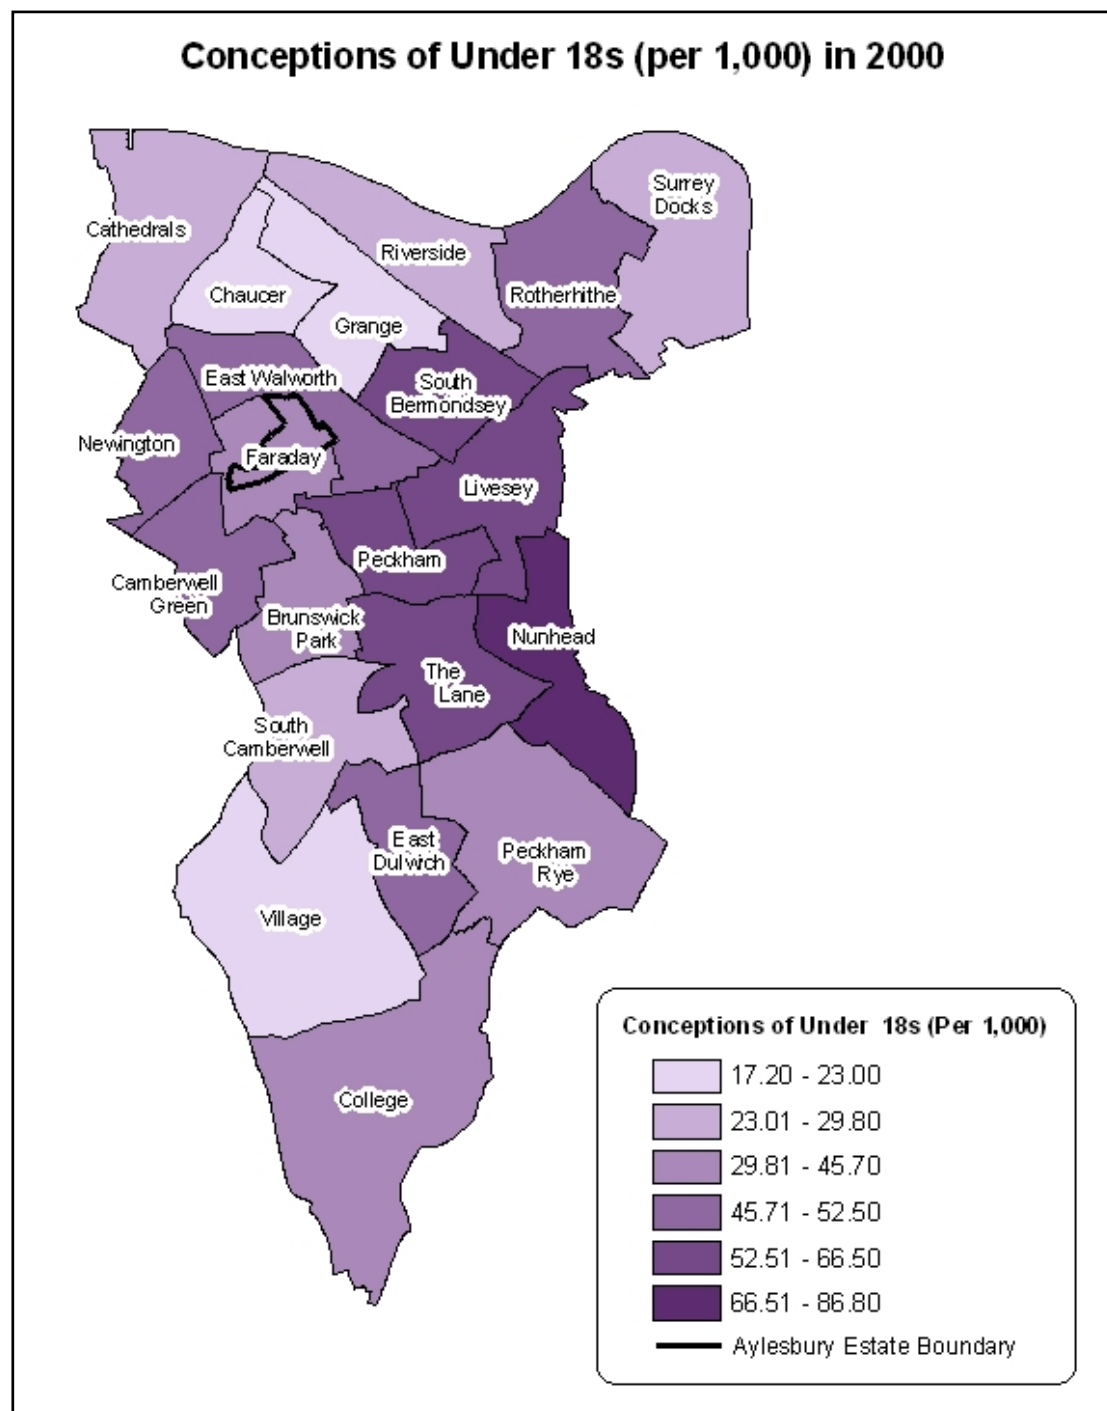 Conceptions of Under 18s (per 1,000) in 2000
Surrey
Docks
Cathedrals
Riverside
Rotherhithe
Chaucer
Grange
East Walworth
South
Bermondsey
Newington
Faraday
Livesey
Peckham
Camberwell
Green
Brunswick
Park
Nunhead
The
Lane
South
Camberwell
East
Dulwich
Peckham
Rye
Village
College
Conceptions of Under 18s (Per 1,000)
17.20 - 23.00
23.01 - 29.80
29.81 - 45.70
45.71 - 52.50
52.51 - 66.50
66.51 - 86.80
Aylesbury Estate Boundary